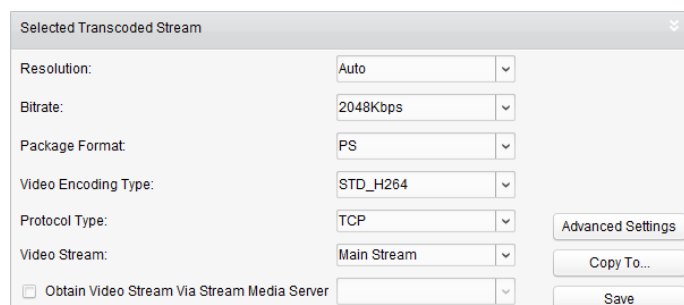 Selected Transcoded Stream
Resolution: Auto
Bitrate: 2048Kbps
Package Format: PS
Video Encoding Type: STD_H264
Protocol Type: TCP
Advanced Settings
Video Stream: Main Stream
Copy To...
Obtain Video Stream Via Stream Media Server
Save